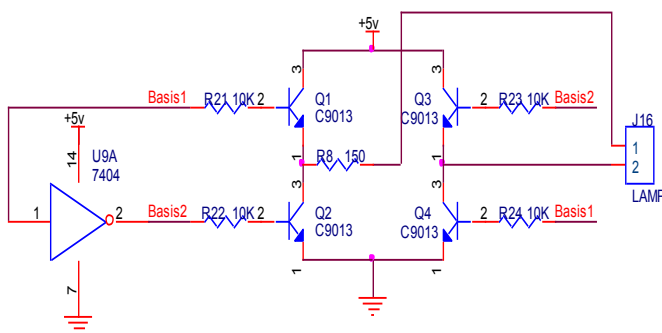 +5v
Basis1
R21 10K
2
3
Q1
C9013
1
3
Q3
C9013
1
2
R23 10K
Basis2
J16
1
2
LAMP
+5v
14
U9A
7404
1
2
7
Basis2
R22 10K
2
R8 150
3
Q2
C9013
1
3
Q4
C9013
1
2
R24 10K
Basis1